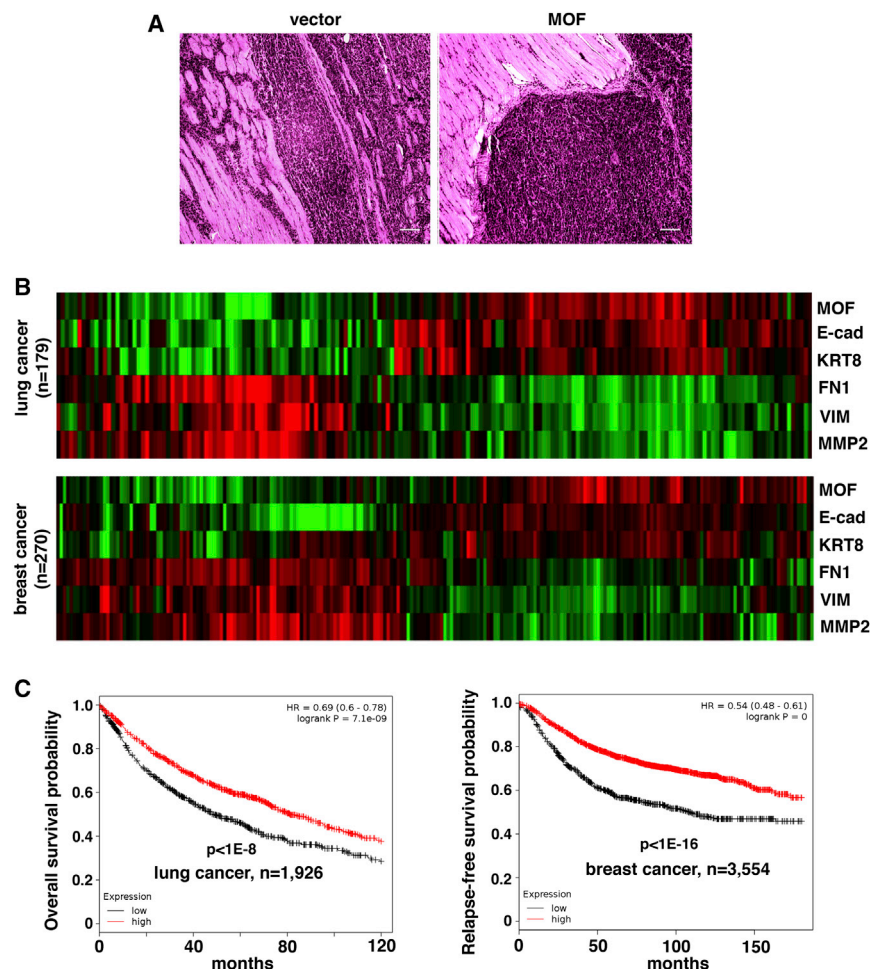 A
vector
MOF
B
lung cancer
(n=179)
MOF
E-cad
KRT8
FN1
VIM
MMP2
breast cancer
(n=270)
MOF
E-cad
KRT8
FN1
VIM
MMP2
C
Overall survival probability
1.0
0.8
0.6
0.4
0.2
0
HR = 0.69 (0.6 - 0.78)
logrank P = 7.1e-09
p<1E-8
lung cancer, n=1,926
Expression
low
high
0
40
80
120
months
Relapse-free survival probability
1.0
0.8
0.6
0.4
0.2
0
HR = 0.54 (0.48 - 0.61)
logrank P = 0
p<1E-16
breast cancer, n=3,554
Expression
low
high
0
50
100
150
months